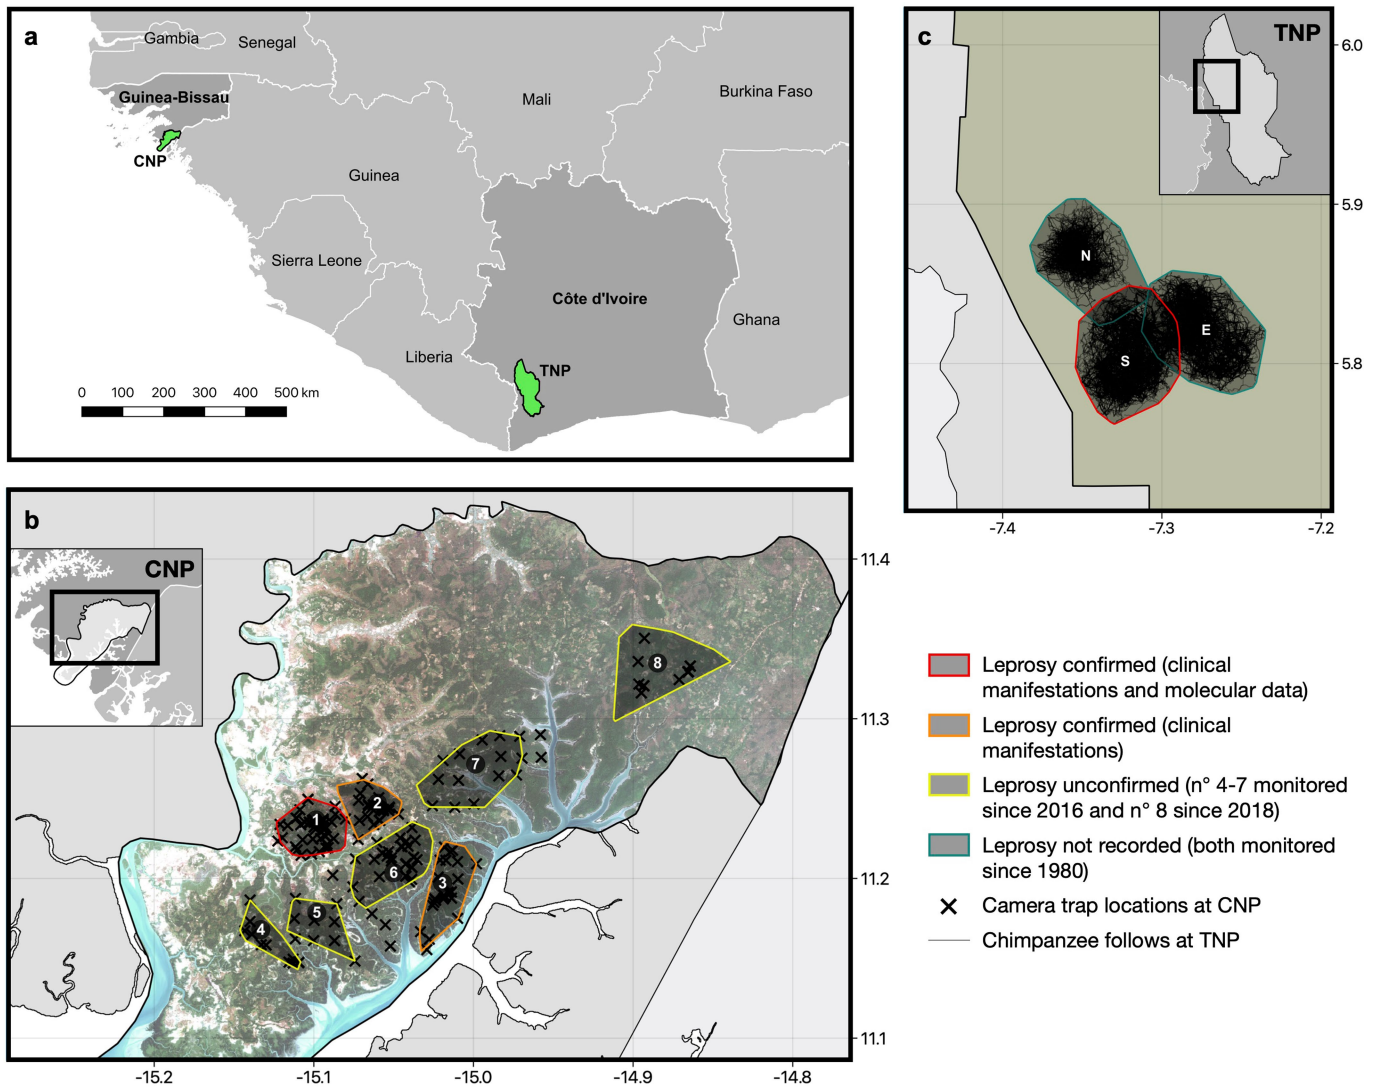 a
Gambia
Senegal
Guinea-Bissau
Mali
Burkina Faso
CNP
Guinea
Sierra Leone
Côte d'Ivoire
Ghana
Liberia
TNP
0 100 200 300 400 500 km
b
CNP
11.4
11.3
11.2
11.1
8
7
1
2
6
3
5
4
-15.2 -15.1 -15.0 -14.9 -14.8
c
TNP
6.0
5.9
5.8
N
E
S
-7.4 -7.3 -7.2
Leprosy confirmed (clinical
manifestations and molecular data)
Leprosy confirmed (clinical
manifestations)
Leprosy unconfirmed (n° 4-7 monitored
since 2016 and n° 8 since 2018)
Leprosy not recorded (both monitored
since 1980)
Camera trap locations at CNP
Chimpanzee follows at TNP